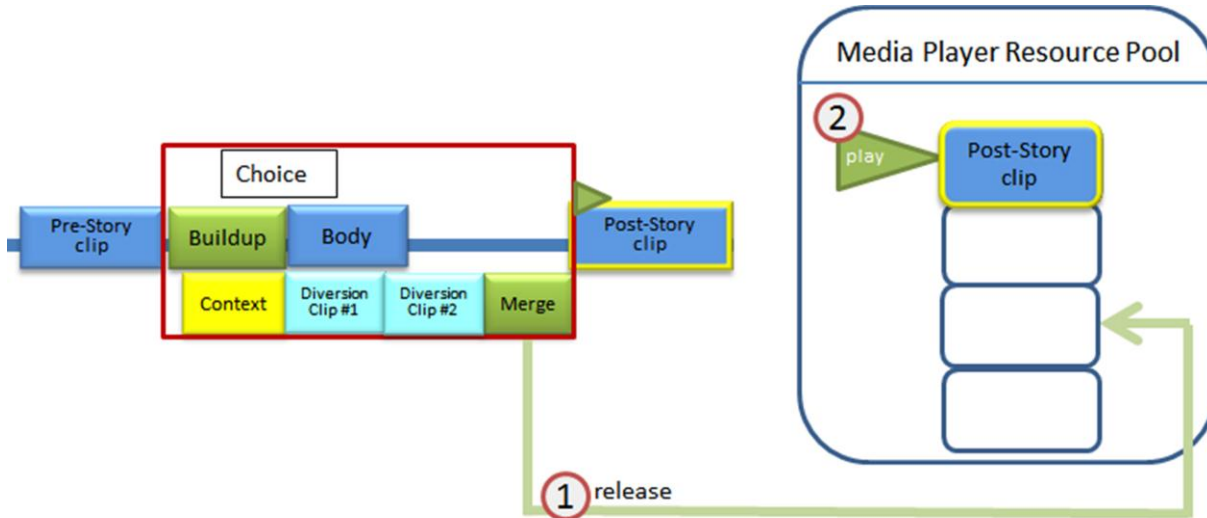 Media Player Resource Pool
2
play
Post-Story
clip
Choice
Pre-Story
clip
Buildup
Body
Post-Story
clip
Context
Diversion
Clip #1
Diversion
Clip #2
Merge
1 release